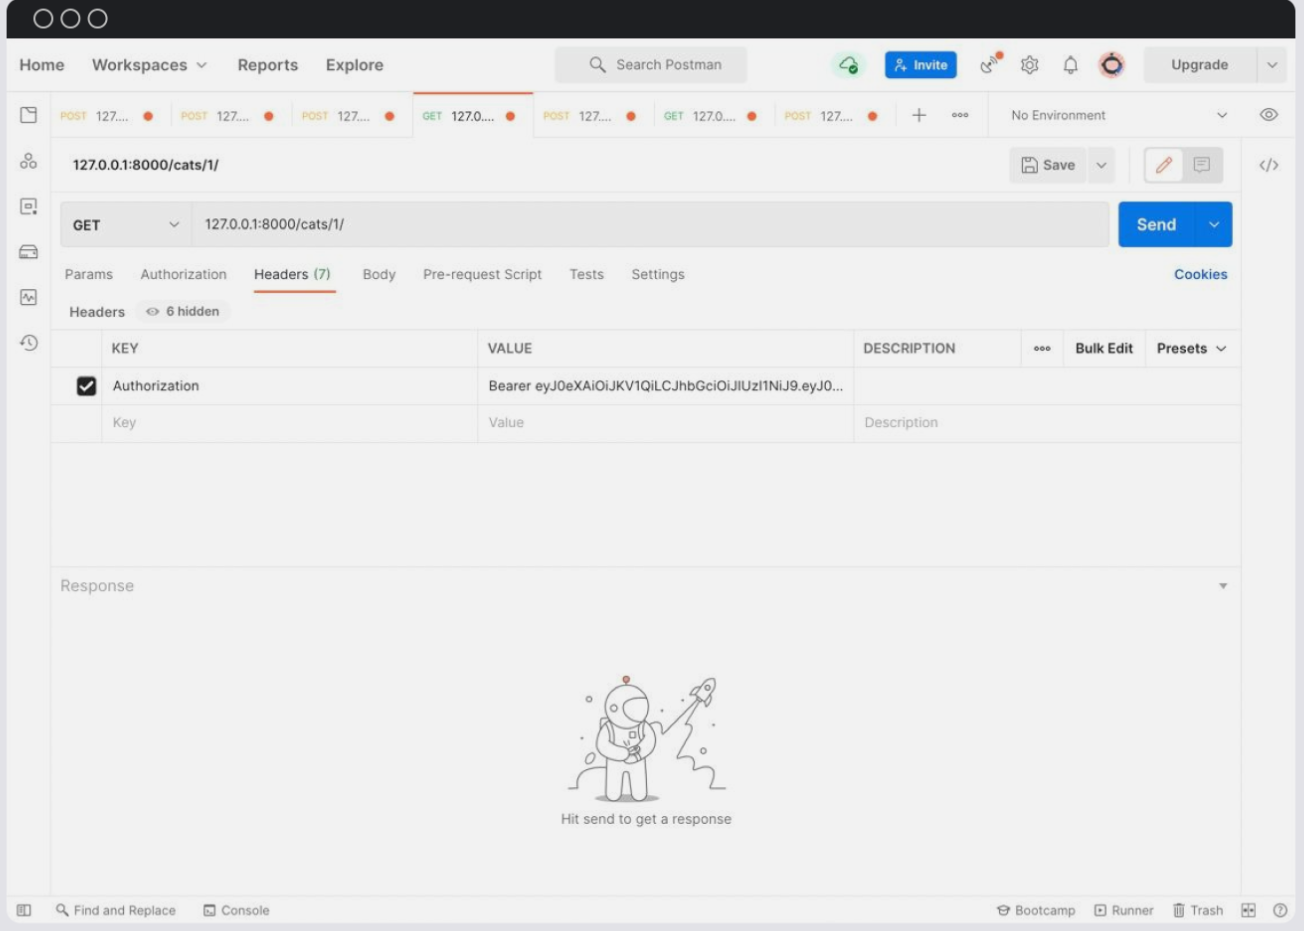 Home Workspaces Reports Explore Search Postman Invite Upgrade
POST 127.... POST 127.... POST 127.... GET 127.0.... POST 127.... GET 127.0.... POST 127.... No Environment
127.0.0.1:8000/cats/1/ Save </>
GET 127.0.0.1:8000/cats/1/ Send
Params Authorization Headers (7) Body Pre-request Script Tests Settings Cookies
Headers 6 hidden
KEY VALUE DESCRIPTION Bulk Edit Presets
Authorization Bearer eyJ0eXAiOiJKV1QiLCJhbGciOiJIUzI1NiJ9.eyJ0...
Key Value Description
Response
Hit send to get a response
Find and Replace Console Bootcamp Runner Trash